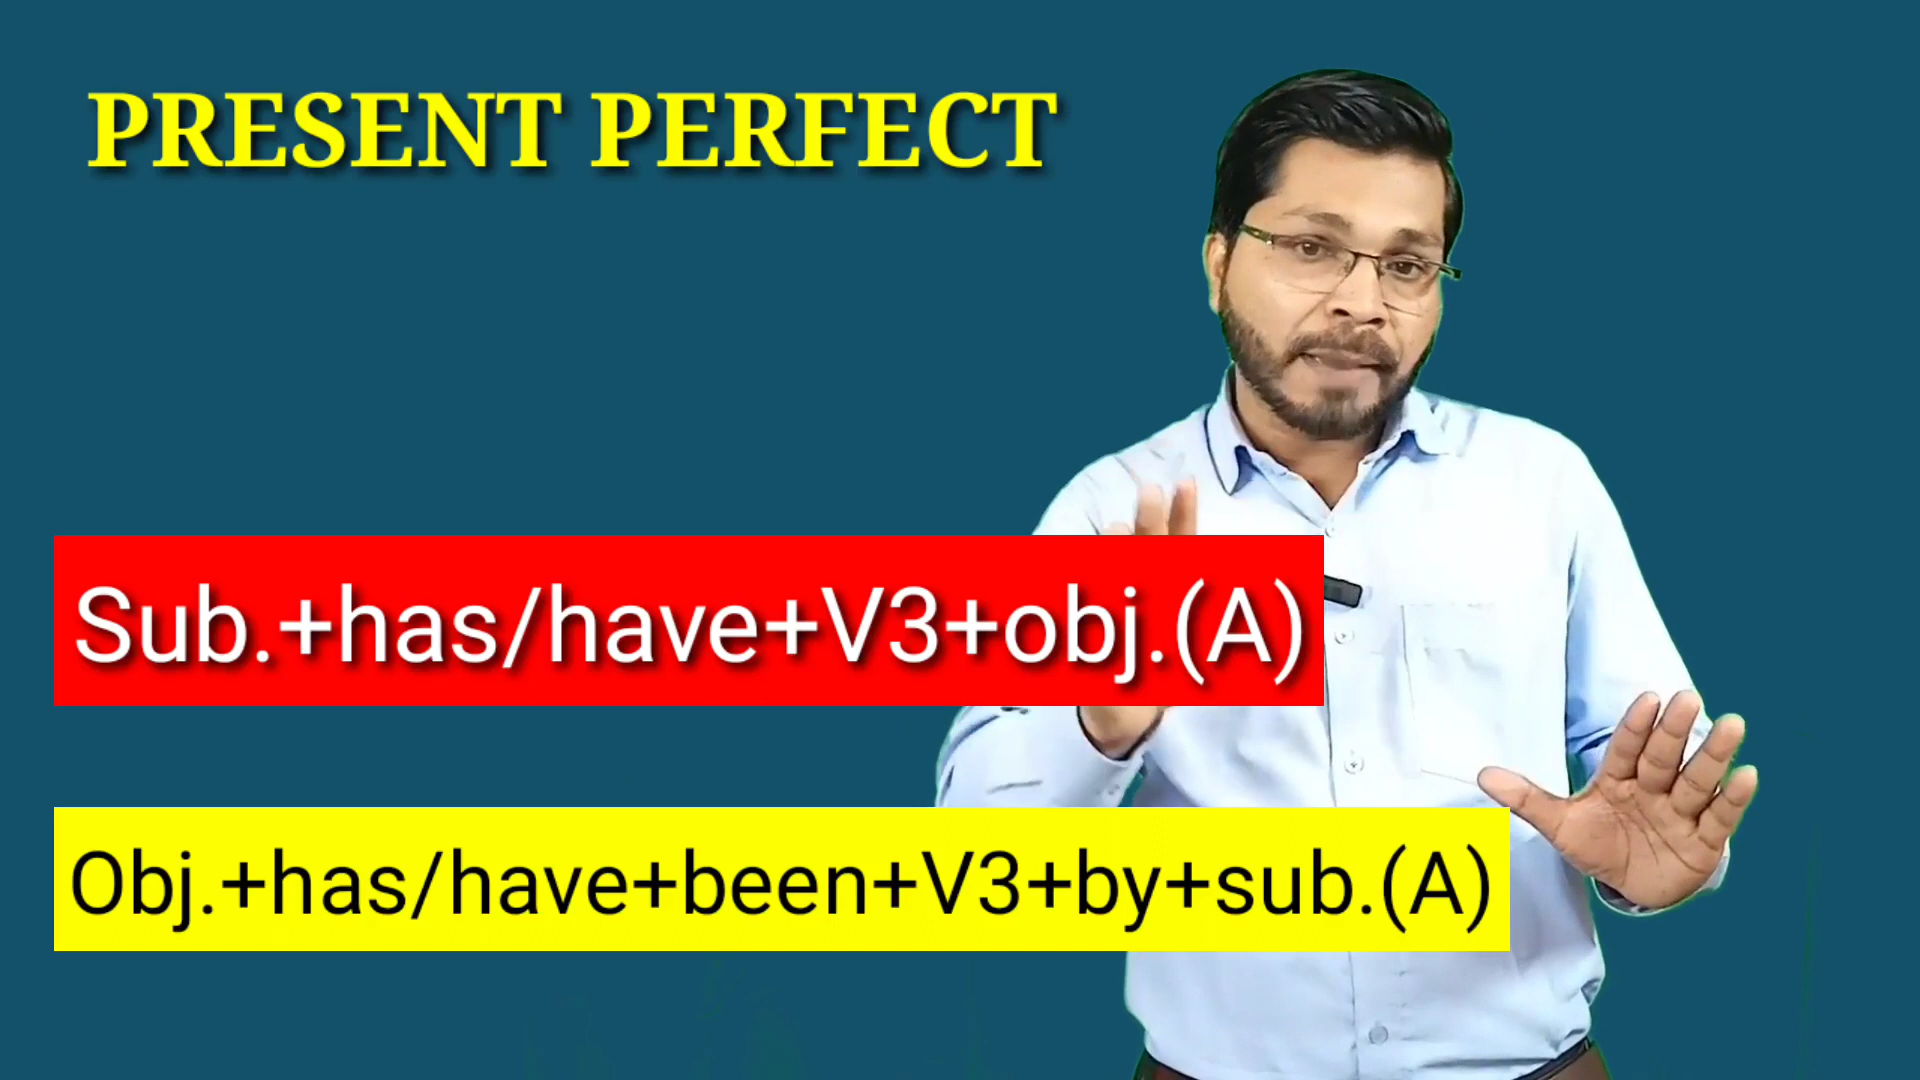 PRESENT PERFECT
Sub.+has/have+V3+obj.(A)
Obj.+has/have+been+V3+by+sub.(A)